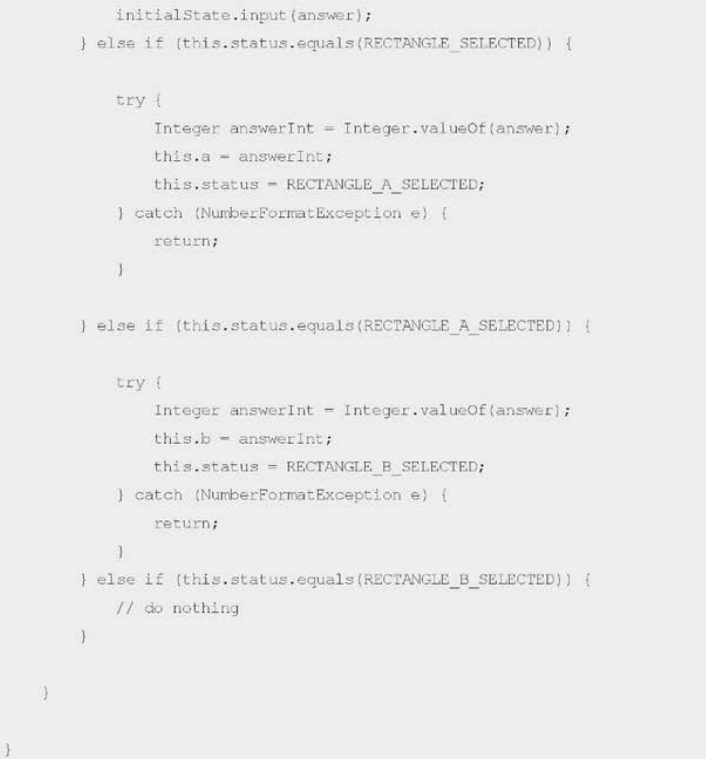 initialState.input(answer);
} else if (this.status.equals(RECTANGLE_SELECTED)) {
try {
Integer answerInt = Integer.valueOf(answer);
this.a = answerInt;
this.status = RECTANGLE_A_SELECTED;
} catch (NumberFormatException e) {
return;
}
} else if (this.status.equals(RECTANGLE_A_SELECTED)) {
try {
Integer answerInt = Integer.valueOf(answer);
this.b = answerInt;
this.status = RECTANGLE_B_SELECTED;
} catch (NumberFormatException e) {
return;
}
} else if (this.status.equals(RECTANGLE_B_SELECTED)) {
// do nothing
}
}
}